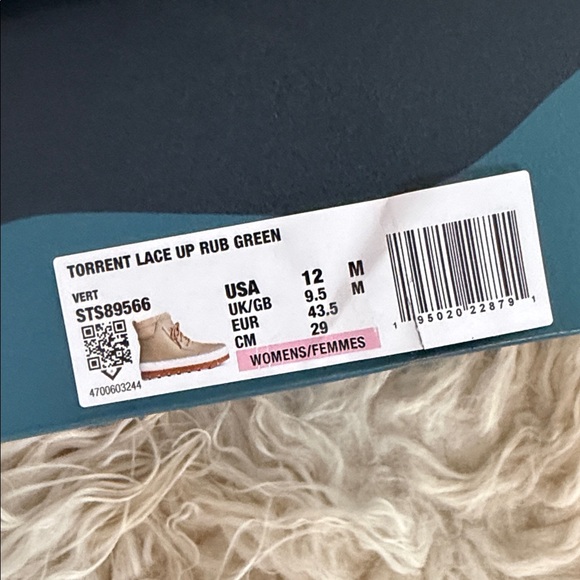 TORRENT LACE UP RUB GREEN
VERT
STS89566
4700603244
USA 12 M
UK/GB 9.5 M
EUR 43.5
CM 29
WOMENS/FEMMES
1 95020 22879 1